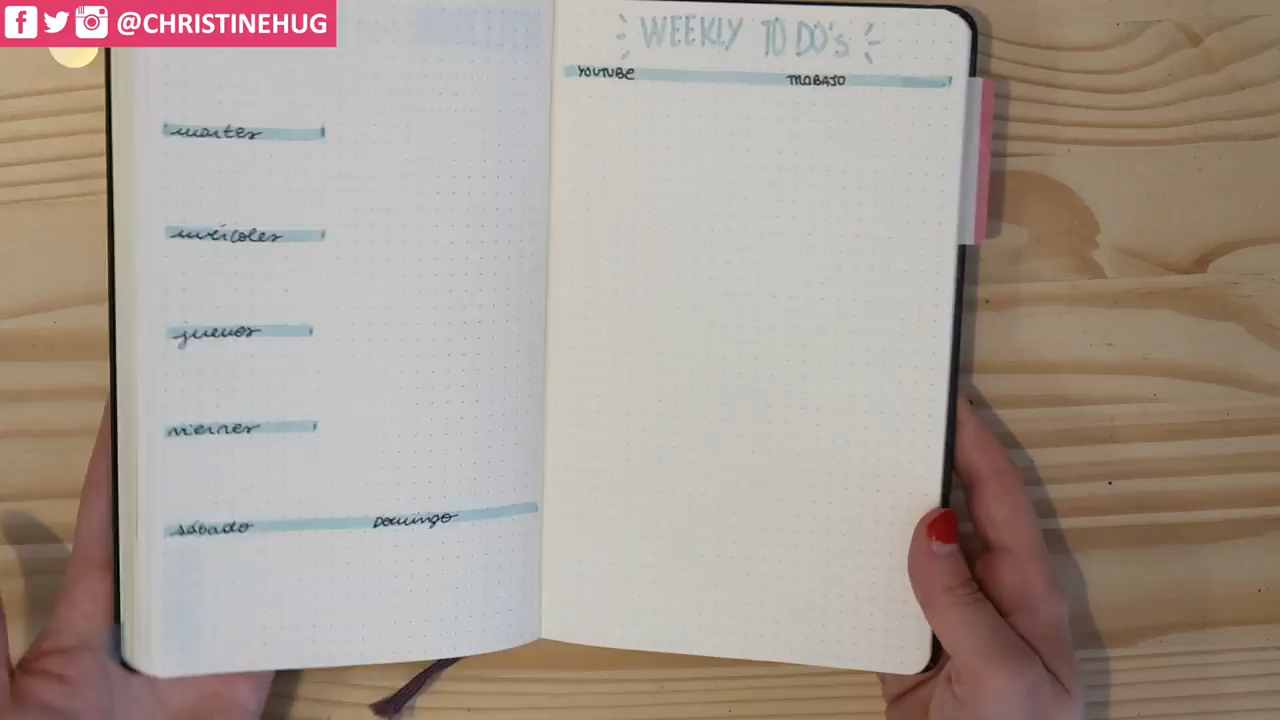 @CHRISTINEHUG
martes
miércoles
jueves
viernes
sábado Domingo
WEEKLY TO DO's
YOUTUBE TRABAJO